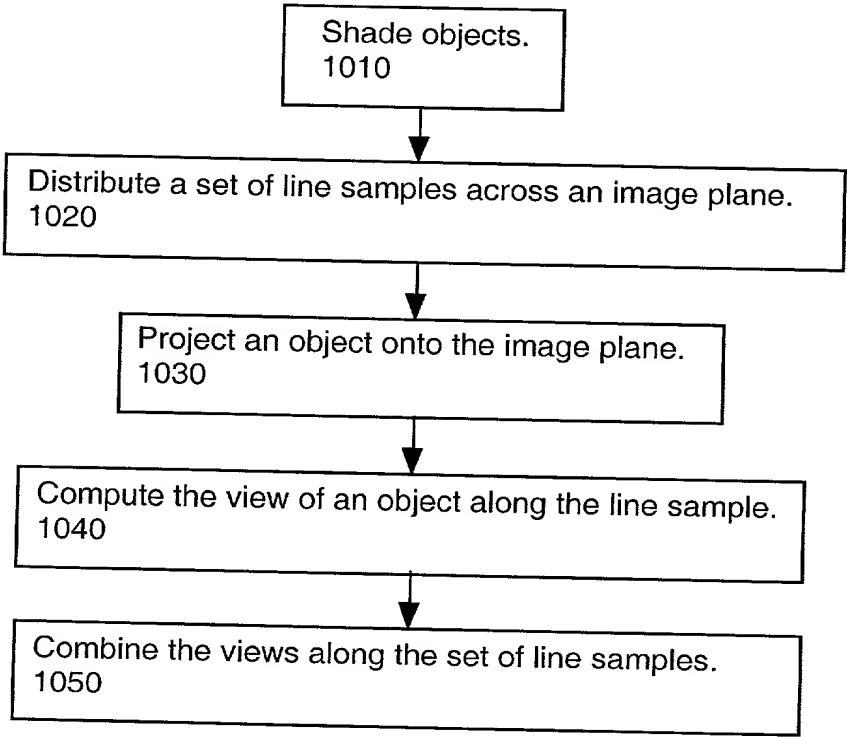 Shade objects.
1010
Distribute a set of line samples across an image plane.
1020
Project an object onto the image plane.
1030
Compute the view of an object along the line sample.
1040
Combine the views along the set of line samples.
1050